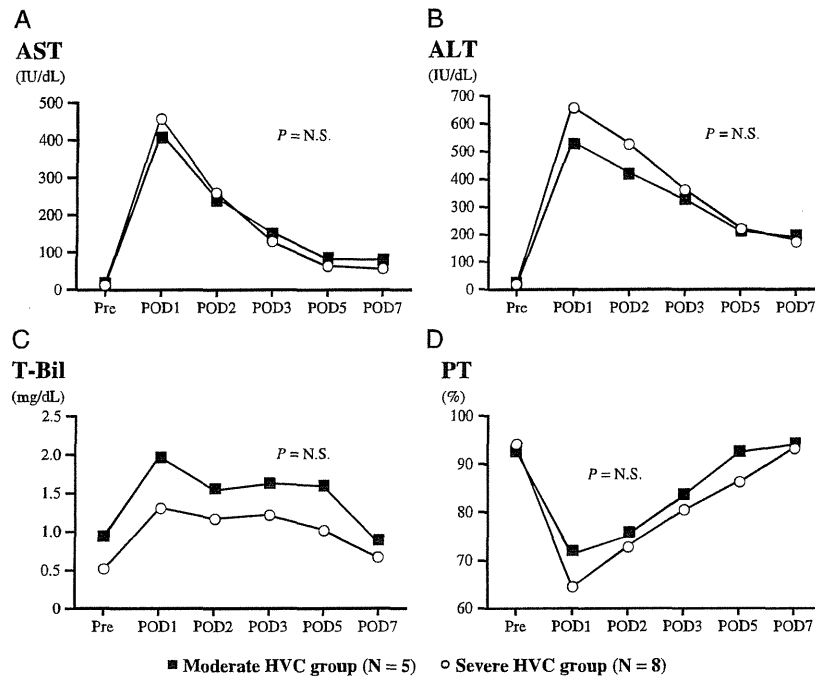 A
AST
(IU/dL)
500
400
300
200
100
0
P = N.S.
Pre POD1 POD2 POD3 POD5 POD7
B
ALT
(IU/dL)
700
600
500
400
300
200
100
0
P = N.S.
Pre POD1 POD2 POD3 POD5 POD7
C
T-Bil
(mg/dL)
2.5
2.0
1.5
1.0
0.5
0
P = N.S.
Pre POD1 POD2 POD3 POD5 POD7
D
PT
(%)
100
90
80
70
60
P = N.S.
Pre POD1 POD2 POD3 POD5 POD7
Moderate HVC group (N = 5) Severe HVC group (N = 8)